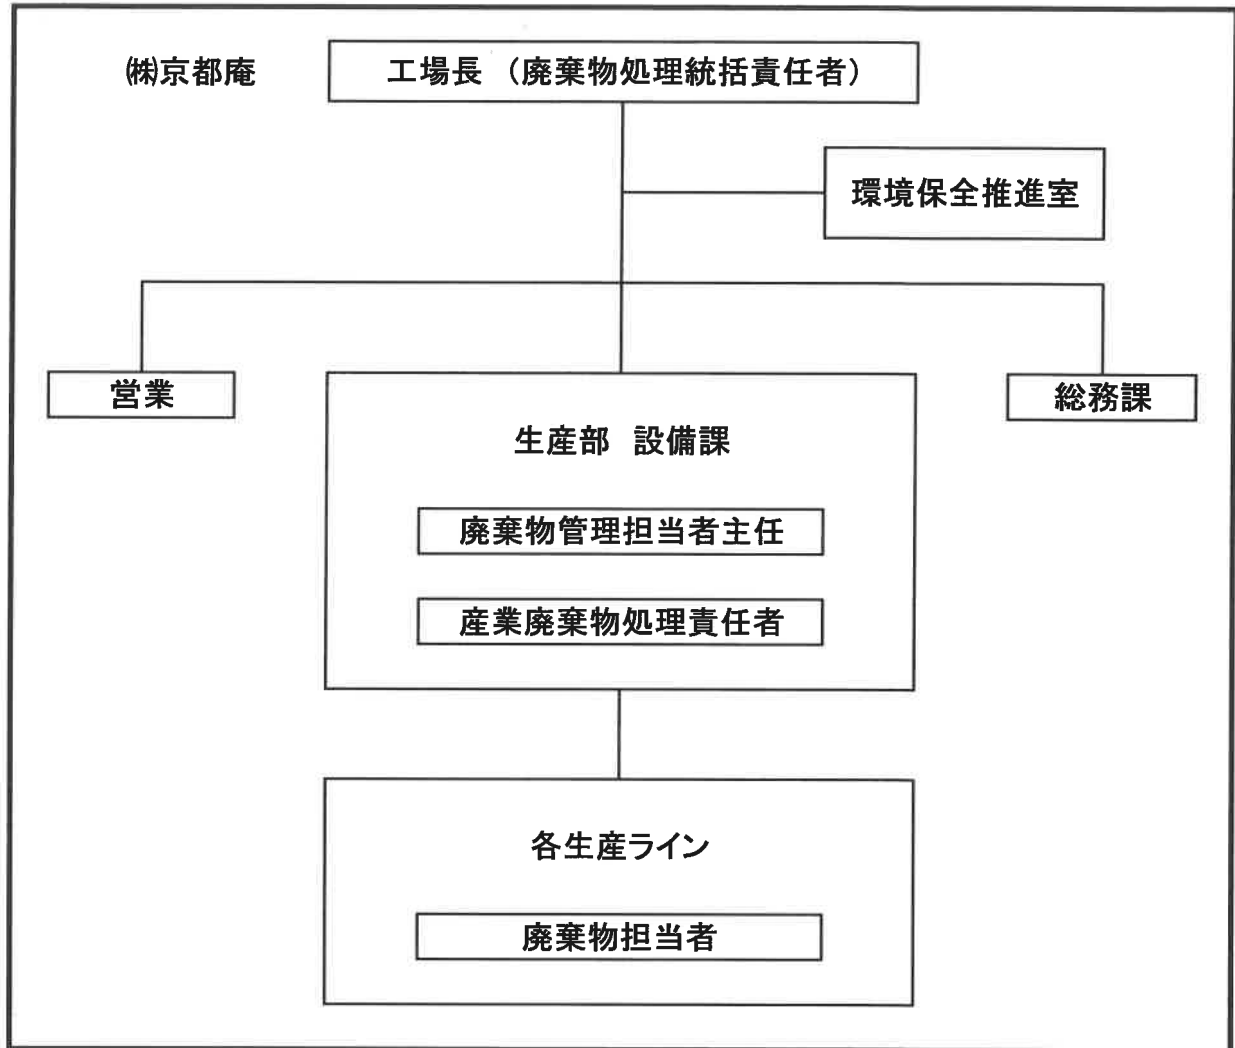 ㈱京都庵
工場長 （廃棄物処理統括責任者）
環境保全推進室
営業
総務課
生産部 設備課
廃棄物管理担当者主任
産業廃棄物処理責任者
各生産ライン
廃棄物担当者